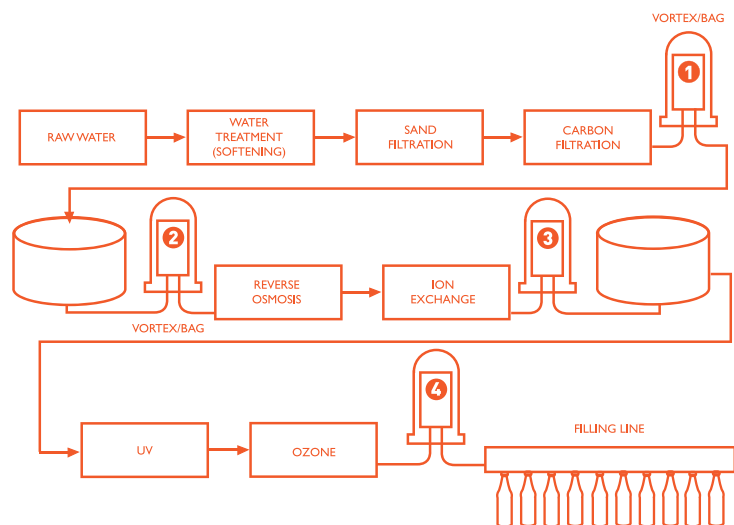 VORTEX/BAG
1
RAW WATER
WATER
TREATMENT
(SOFTENING)
SAND
FILTRATION
CARBON
FILTRATION
2
3
REVERSE
OSMOSIS
ION
EXCHANGE
VORTEX/BAG
4
FILLING LINE
UV
OZONE